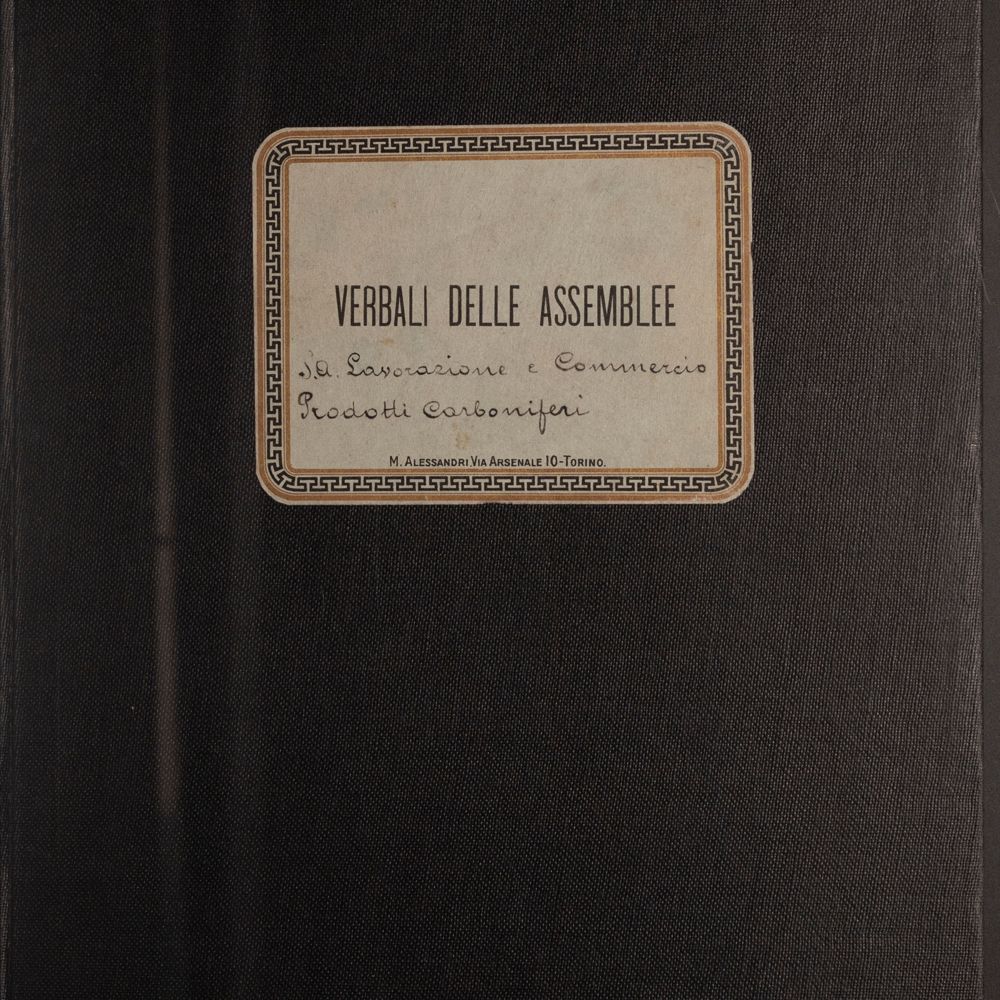 VERBALI DELLE ASSEMBLEE
S.A. Lavorazione e Commercio
Prodotti Carboniferi
M. ALESSANDRI.VIA ARSENALE 10-TORINO.